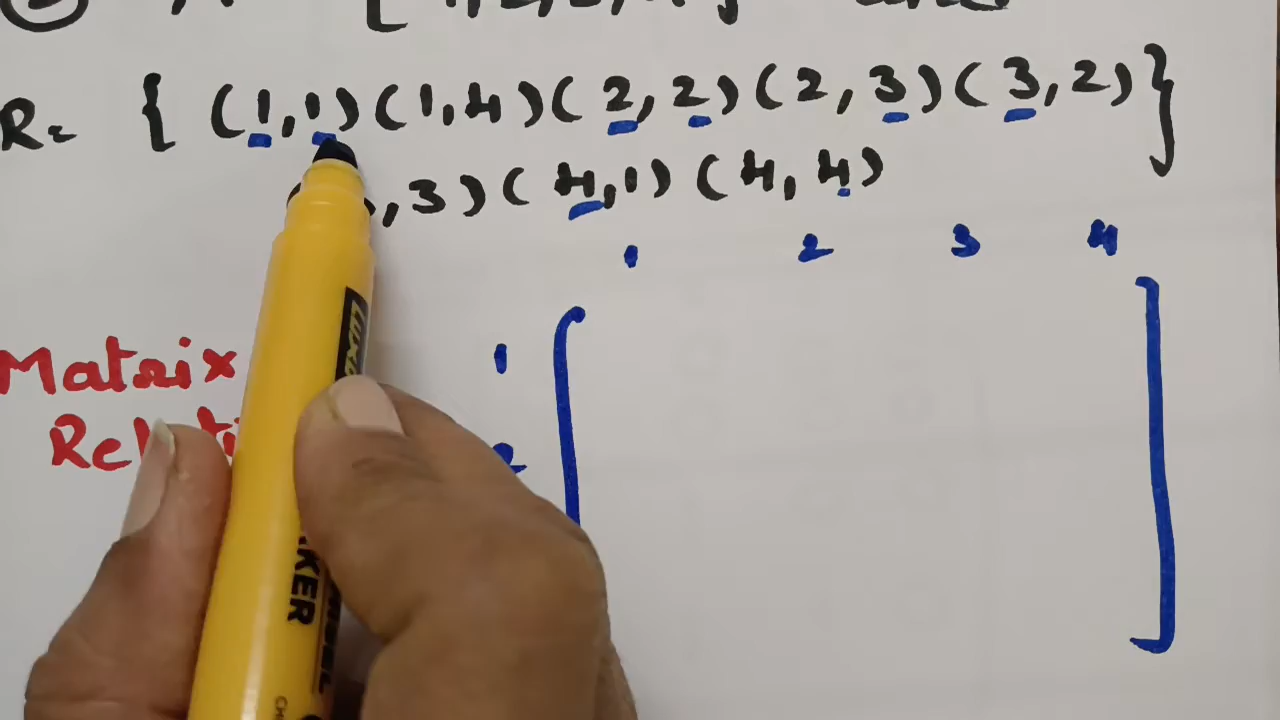 R= { (1,1)(1,4)(2,2)(2,3)(3,2) }
,3)(4,1)(4,4)
1 2 3 4
1
Matrix
2